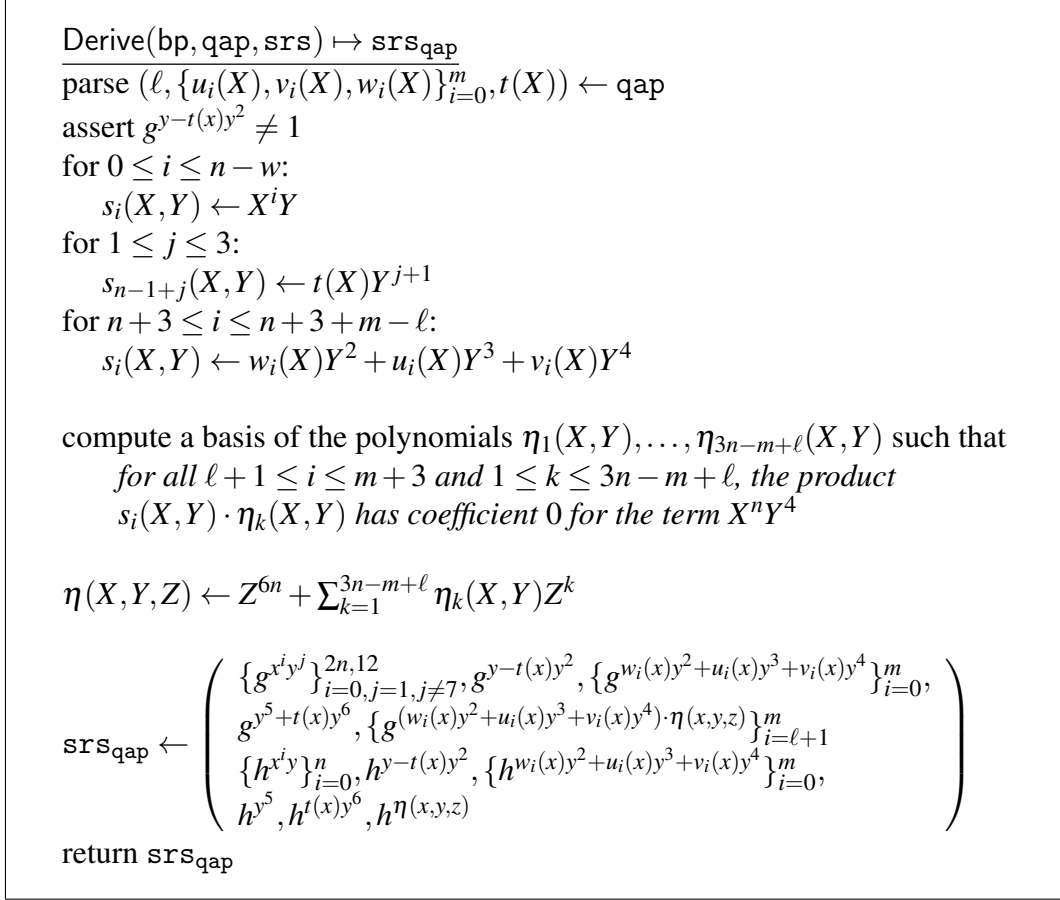 Derive(bp, qap, srs) ↦ srs_qap
parse (ℓ, {u_i(X), v_i(X), w_i(X)}_{i=0}^m, t(X)) ← qap
assert g^{y−t(x)y^2} ≠ 1
for 0 ≤ i ≤ n − w:
s_i(X,Y) ← X^i Y
for 1 ≤ j ≤ 3:
s_{n−1+j}(X,Y) ← t(X)Y^{j+1}
for n + 3 ≤ i ≤ n + 3 + m − ℓ:
s_i(X,Y) ← w_i(X)Y^2 + u_i(X)Y^3 + v_i(X)Y^4
compute a basis of the polynomials η_1(X,Y), …, η_{3n−m+ℓ}(X,Y) such that
for all ℓ + 1 ≤ i ≤ m + 3 and 1 ≤ k ≤ 3n − m + ℓ, the product
s_i(X,Y) · η_k(X,Y) has coefficient 0 for the term X^n Y^4
η(X,Y,Z) ← Z^{6n} + ∑_{k=1}^{3n−m+ℓ} η_k(X,Y)Z^k
srs_qap ← ( {g^{x^i y^j}}_{i=0,j=1,j≠7}^{2n,12}, g^{y−t(x)y^2}, {g^{w_i(x)y^2+u_i(x)y^3+v_i(x)y^4}}_{i=0}^m,
g^{y^5+t(x)y^6}, {g^{(w_i(x)y^2+u_i(x)y^3+v_i(x)y^4)·η(x,y,z)}}_{i=ℓ+1}^m
{h^{x^i y}}_{i=0}^n, h^{y−t(x)y^2}, {h^{w_i(x)y^2+u_i(x)y^3+v_i(x)y^4}}_{i=0}^m,
h^{y^5}, h^{t(x)y^6}, h^{η(x,y,z)} )
return srs_qap